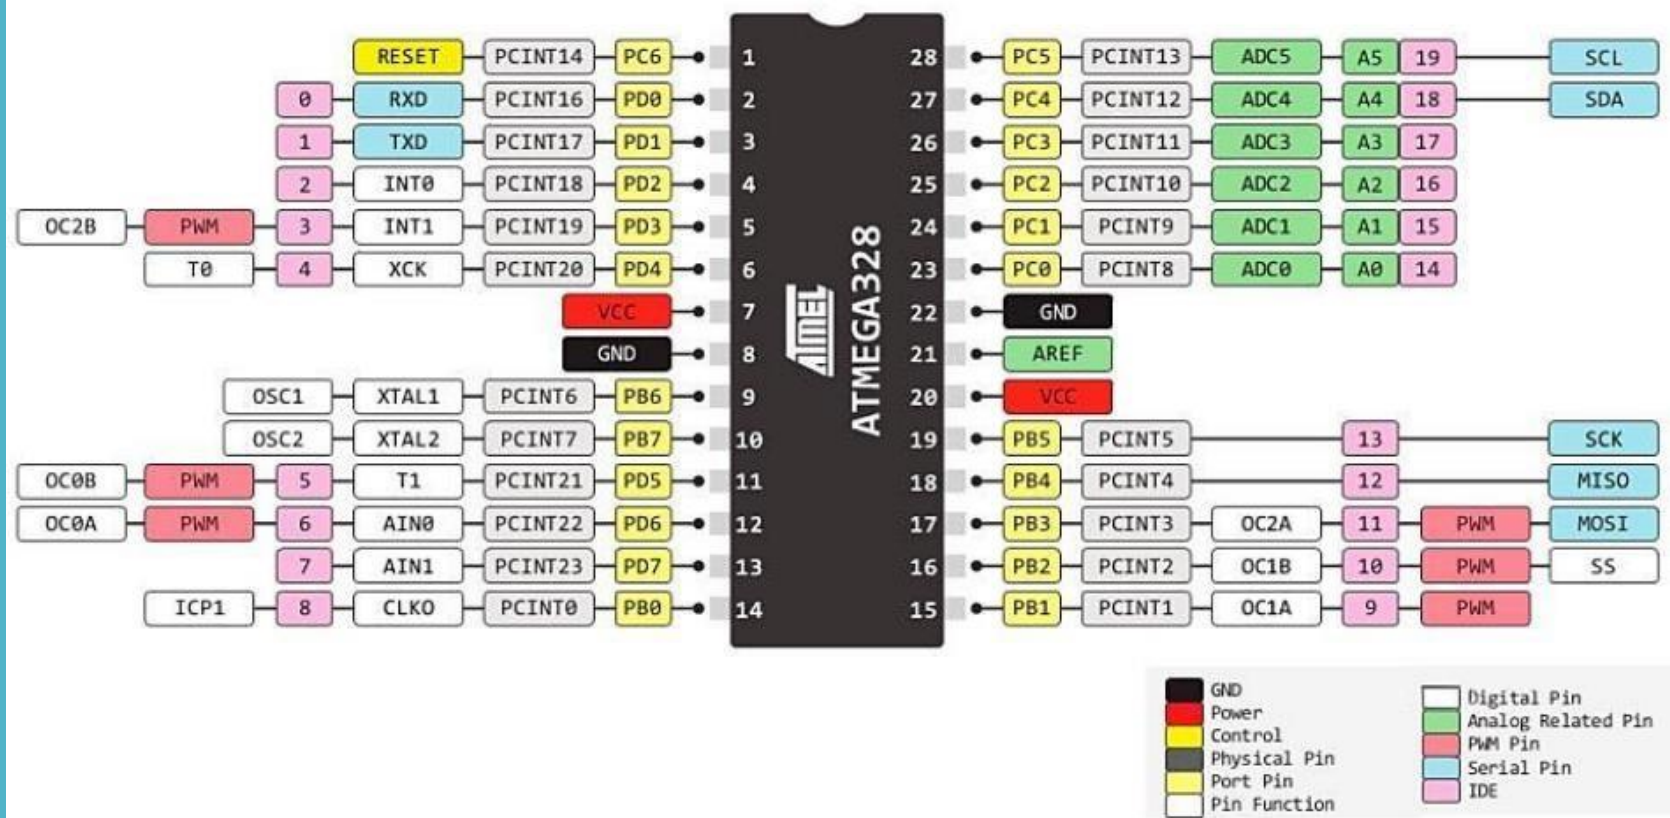 RESET PCINT14 PC6 1 28 PC5 PCINT13 ADC5 A5 19 SCL
0 RXD PCINT16 PD0 2 27 PC4 PCINT12 ADC4 A4 18 SDA
1 TXD PCINT17 PD1 3 26 PC3 PCINT11 ADC3 A3 17
2 INT0 PCINT18 PD2 4 25 PC2 PCINT10 ADC2 A2 16
OC2B PWM 3 INT1 PCINT19 PD3 5 24 PC1 PCINT9 ADC1 A1 15
T0 4 XCK PCINT20 PD4 6 23 PC0 PCINT8 ADC0 A0 14
VCC 7 22 GND
GND 8 21 AREF
OSC1 XTAL1 PCINT6 PB6 9 20 VCC
OSC2 XTAL2 PCINT7 PB7 10 19 PB5 PCINT5 13 SCK
OC0B PWM 5 T1 PCINT21 PD5 11 18 PB4 PCINT4 12 MISO
OC0A PWM 6 AIN0 PCINT22 PD6 12 17 PB3 PCINT3 OC2A 11 PWM MOSI
7 AIN1 PCINT23 PD7 13 16 PB2 PCINT2 OC1B 10 PWM SS
ICP1 8 CLKO PCINT0 PB0 14 15 PB1 PCINT1 OC1A 9 PWM
ATMEL
ATMEGA328
GND
Power
Control
Physical Pin
Port Pin
Pin Function
Digital Pin
Analog Related Pin
PWM Pin
Serial Pin
IDE